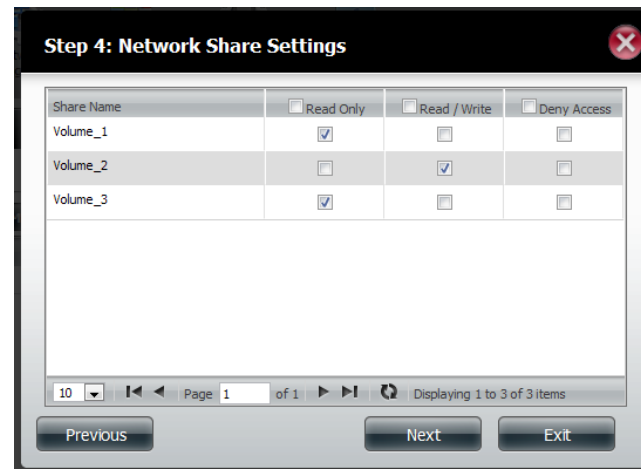 Step 4: Network Share Settings
Share Name Read Only Read / Write Deny Access
Volume_1
Volume_2
Volume_3
10 Page 1 of 1 Displaying 1 to 3 of 3 items
Previous Next Exit